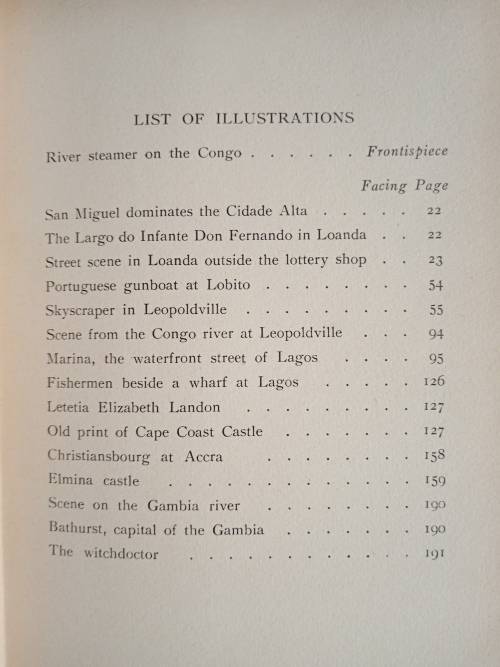 LIST OF ILLUSTRATIONS
River steamer on the Congo . . . . . . Frontispiece
Facing Page
San Miguel dominates the Cidade Alta . . . . . 22
The Largo do Infante Don Fernando in Loanda . . 22
Street scene in Loanda outside the lottery shop . . 23
Portuguese gunboat at Lobito . . . . . . . . 54
Skyscraper in Leopoldville . . . . . . . . . 55
Scene from the Congo river at Leopoldville . . . 94
Marina, the waterfront street of Lagos . . . . 95
Fishermen beside a wharf at Lagos . . . . . 126
Letetia Elizabeth Landon . . . . . . . . . 127
Old print of Cape Coast Castle . . . . . . . 127
Christiansbourg at Accra . . . . . . . . 158
Elmina castle . . . . . . . . . . . . . 159
Scene on the Gambia river . . . . . . . . 190
Bathurst, capital of the Gambia . . . . . . . 190
The witchdoctor . . . . . . . . . . . . 191